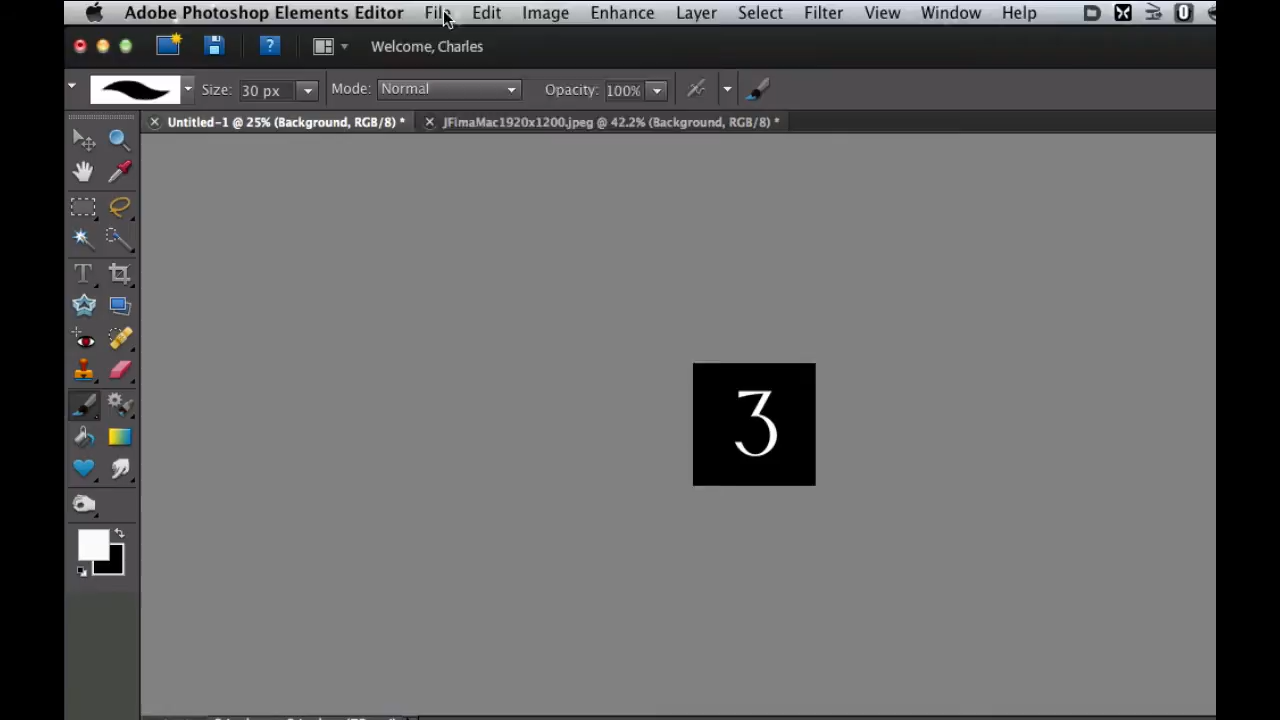 Adobe Photoshop Elements Editor File Edit Image Enhance Layer Select Filter View Window Help
Welcome, Charles
Size: 30 px Mode: Normal Opacity: 100%
Untitled-1 @ 25% (Background, RGB/8) * JFimaMac1920x1200.jpeg @ 42.2% (Background, RGB/8) *
3